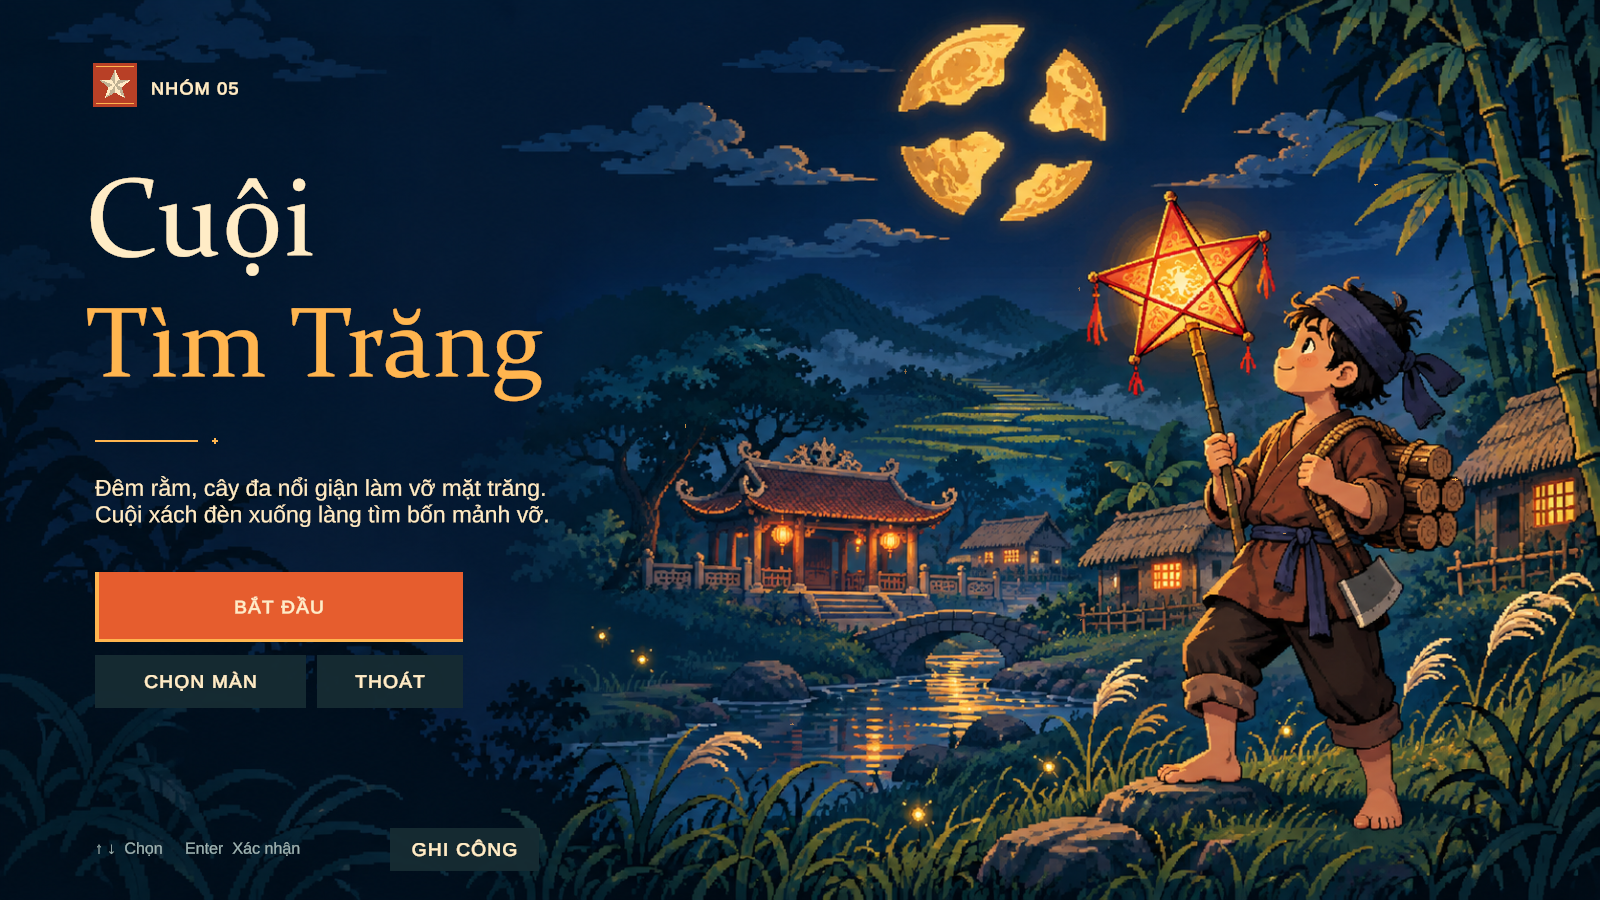 NHÓM 05
Cuội
Tìm Trăng
Đêm rằm, cây đa nổi giận làm vỡ mặt trăng.
Cuội xách đèn xuống làng tìm bốn mảnh vỡ.
BẮT ĐẦU
CHỌN MÀN THOÁT
↑ ↓ Chọn Enter Xác nhận GHI CÔNG